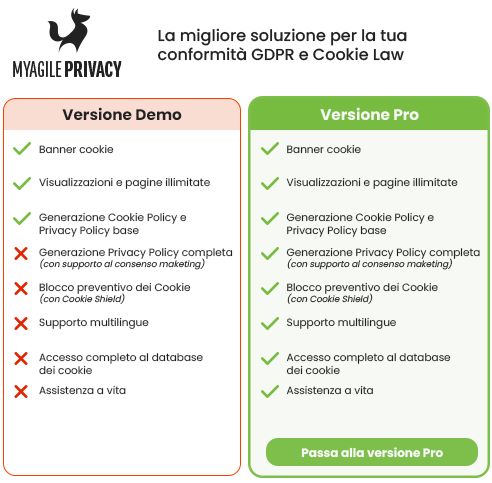 MYAGILE PRIVACY
La migliore soluzione per la tua
conformità GDPR e Cookie Law
Versione Demo
Banner cookie
Visualizzazioni e pagine illimitate
Generazione Cookie Policy e
Privacy Policy base
Generazione Privacy Policy completa
(con supporto al consenso maketing)
Blocco preventivo dei Cookie
(con Cookie Shield)
Supporto multilingue
Accesso completo al database
dei cookie
Assistenza a vita
Versione Pro
Banner cookie
Visualizzazioni e pagine illimitate
Generazione Cookie Policy e
Privacy Policy base
Generazione Privacy Policy completa
(con supporto al consenso maketing)
Blocco preventivo dei Cookie
(con Cookie Shield)
Supporto multilingue
Accesso completo al database
dei cookie
Assistenza a vita
Passa alla versione Pro